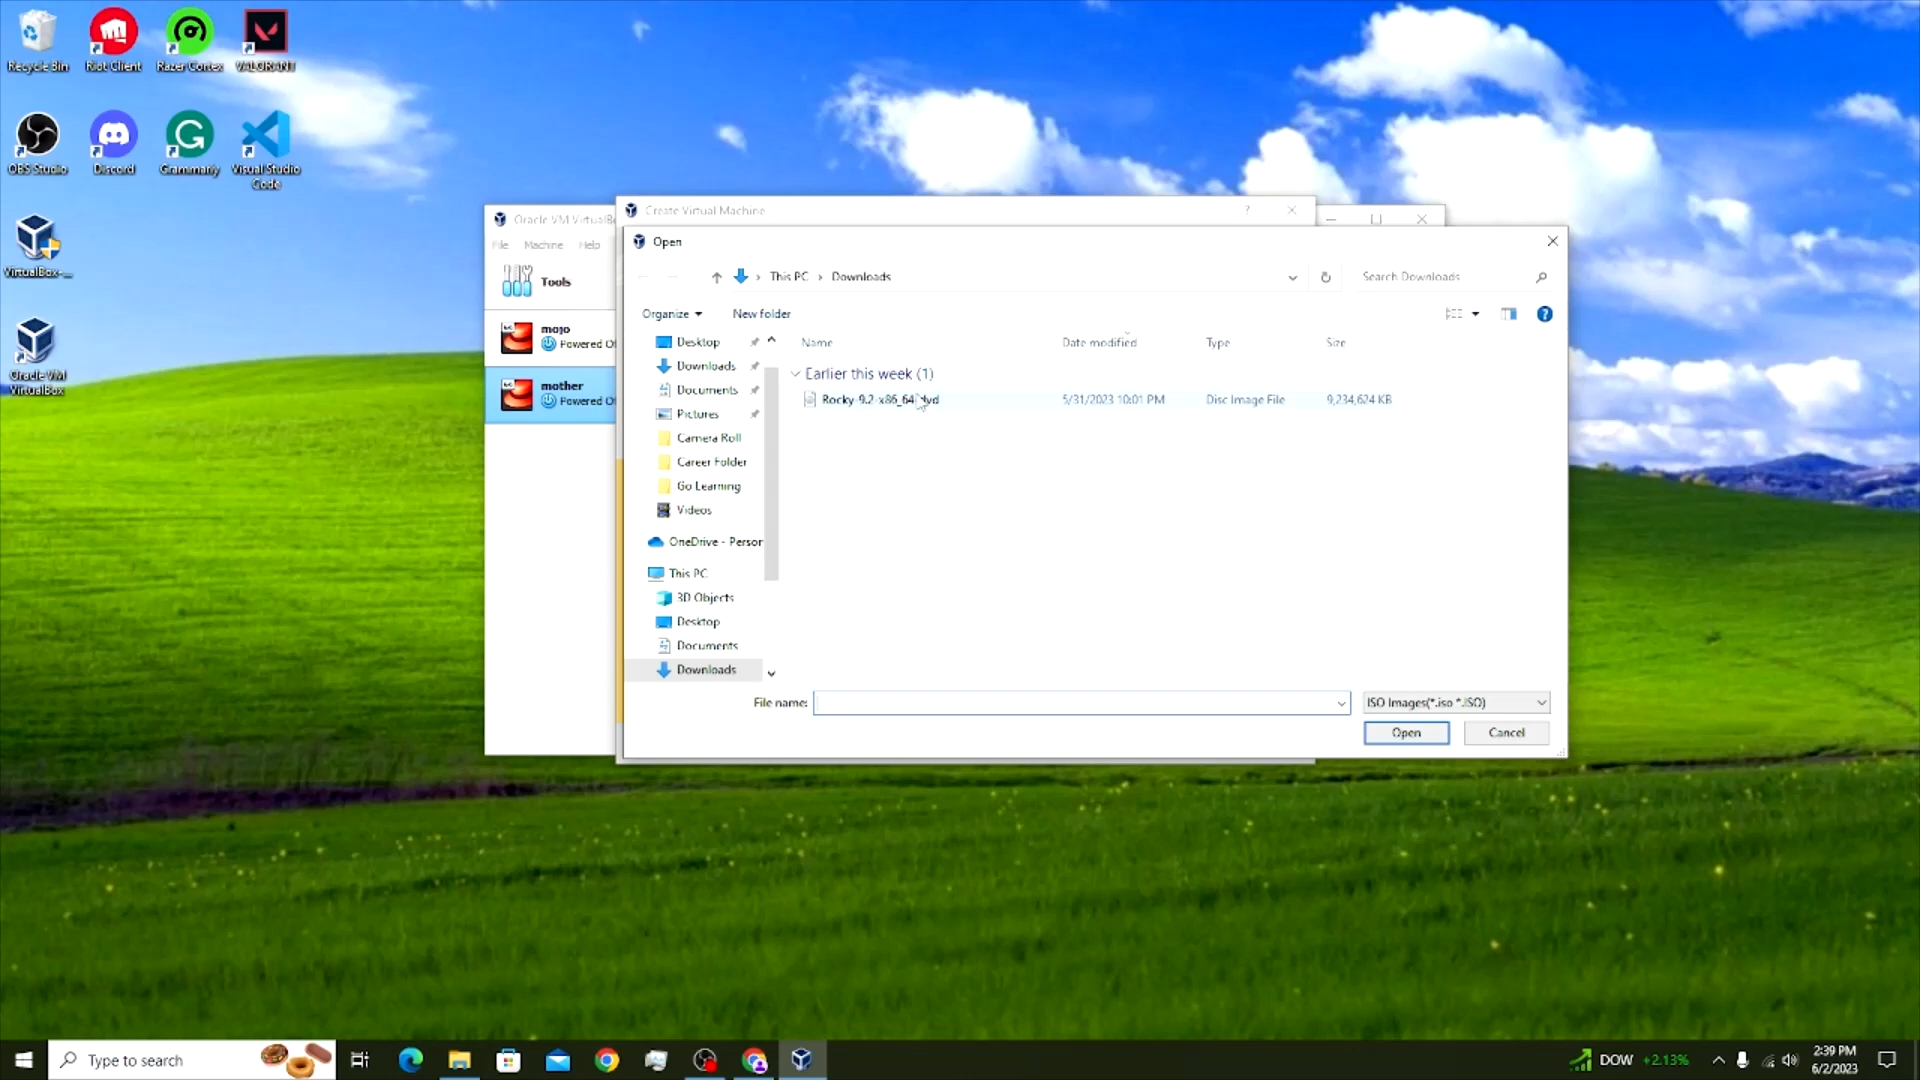 Recycle Bin
Riot Client
Razer Cortex
VALORANT
OBS Studio
Discord
Grammarly
Visual Studio
Code
VirtualBox-...
Oracle VM
VirtualBox
Oracle VM VirtualB
File Machine Help
Tools
mojo
Powered Of
mother
Powered Of
Create Virtual Machine
?
Open
This PC > Downloads
Search Downloads
Organize
New folder
Name
Date modified
Type
Size
Earlier this week (1)
Rocky-9.2-x86_64-dvd
5/31/2023 10:01 PM
Disc Image File
9,234,624 KB
Desktop
Downloads
Documents
Pictures
Camera Roll
Career Folder
Go Learning
Videos
OneDrive - Person
This PC
3D Objects
Desktop
Documents
Downloads
File name:
ISO Images(*.iso *.ISO)
Open
Cancel
Type to search
DOW +2.13%
2:39 PM
6/2/2023